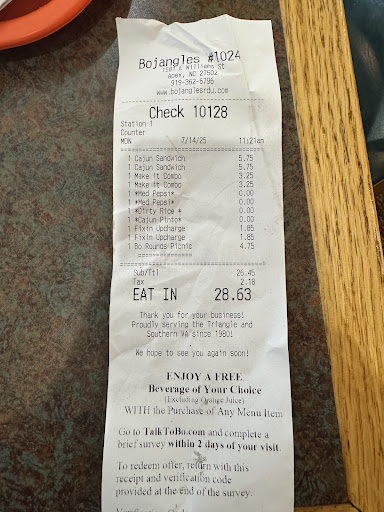 Bojangles #1024
1501 E Williams St
Apex, NC 27502
919-362-5795
www.bojanglesrdu.com
Check 10128
Station 1
Counter
MON 7/14/25 11:21am
1 Cajun Sandwich 5.75
1 Cajun Sandwich 5.75
1 Make it Combo 3.25
1 Make it Combo 3.25
1 *Med Pepsi* 0.00
1 *Med Pepsi* 0.00
1 *Dirty Rice * 0.00
1 *Cajun Pinto* 0.00
1 Fixin Upcharge 1.85
1 Fixin Upcharge 1.85
1 Bo Rounds Picnic 4.75
Sub/Ttl 26.45
Tax 2.18
EAT IN 28.63
Thank you for your business!
Proudly serving the Triangle and
Southern VA since 1980!
We hope to see you again soon!
ENJOY A FREE
Beverage of Your Choice
(Excluding Orange Juice)
WITH the Purchase of Any Menu Item
Go to TalkToBo.com and complete a
brief survey within 2 days of your visit.
To redeem offer, return with this
receipt and verification code
provided at the end of the survey.